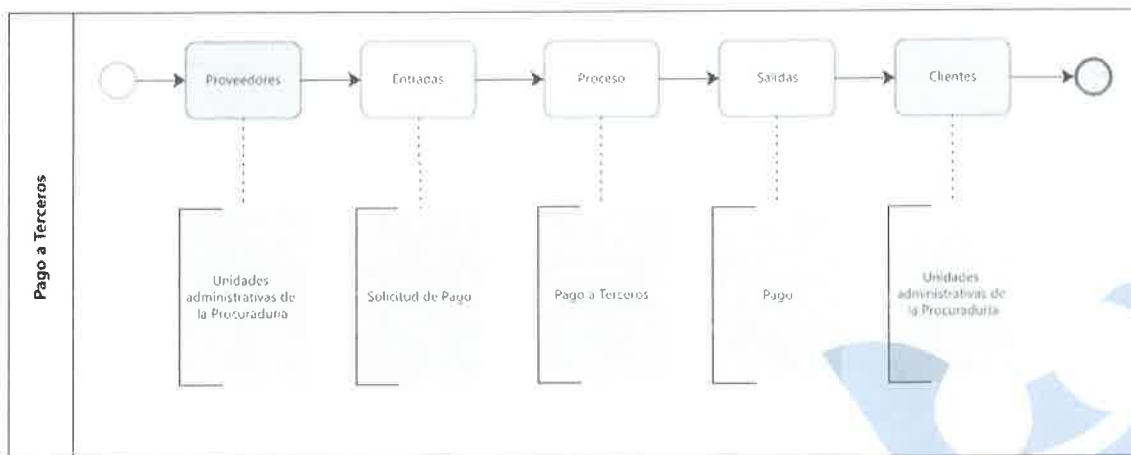 Pago a Terceros
Proveedores
Entradas
Proceso
Salidas
Clientes
Unidades
administrativas de
la Procuraduría
Solicitud de Pago
Pago a Terceros
Pago
Unidades
administrativas de
la Procuraduría